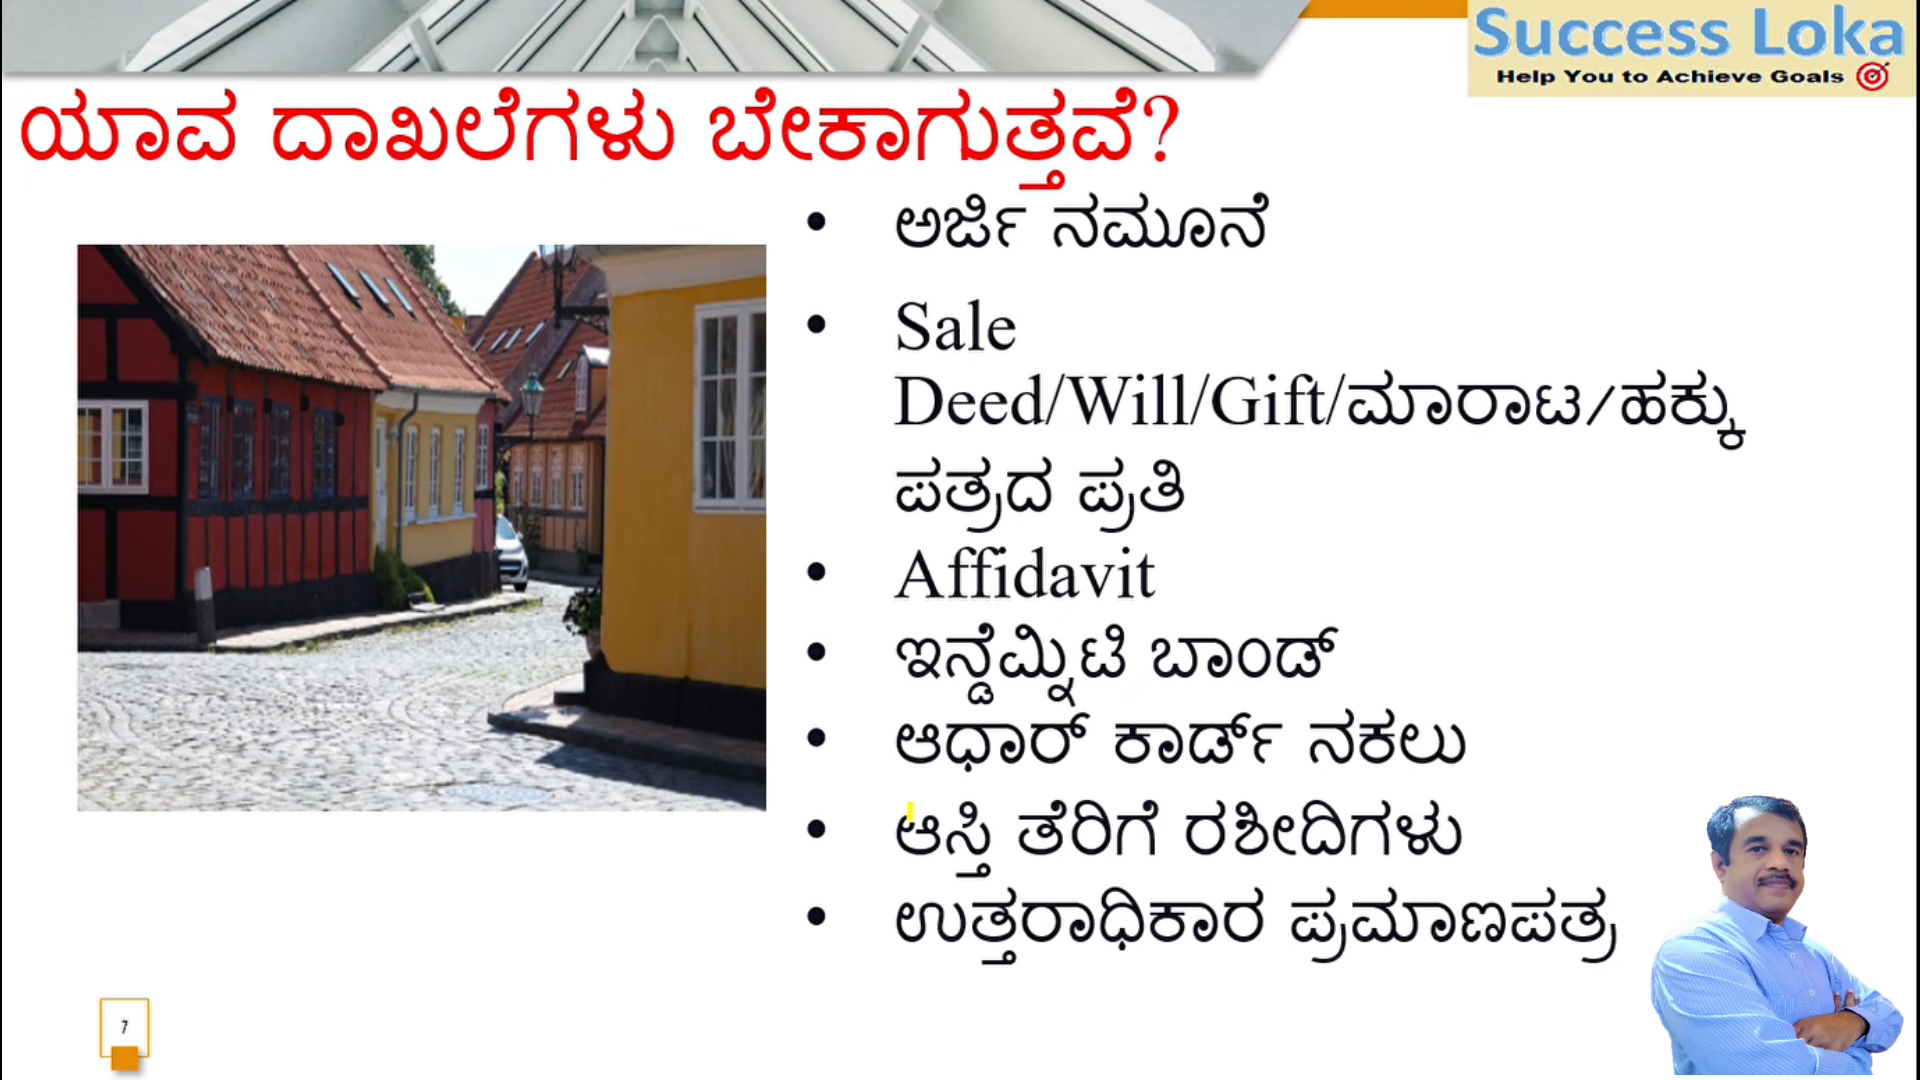 Success Loka
Help You to Achieve Goals
ಯಾವ ದಾಖಲೆಗಳು ಬೇಕಾಗುತ್ತವೆ?
• ಅರ್ಜಿ ನಮೂನೆ
• Sale
Deed/Will/Gift/ಮಾರಾಟ/ಹಕ್ಕು
ಪತ್ರದ ಪ್ರತಿ
• Affidavit
• ಇನ್ಡೆಮ್ನಿಟಿ ಬಾಂಡ್
• ಆಧಾರ್ ಕಾರ್ಡ್ ನಕಲು
• ಆಸ್ತಿ ತೆರಿಗೆ ರಶೀದಿಗಳು
• ಉತ್ತರಾಧಿಕಾರ ಪ್ರಮಾಣಪತ್ರ
7